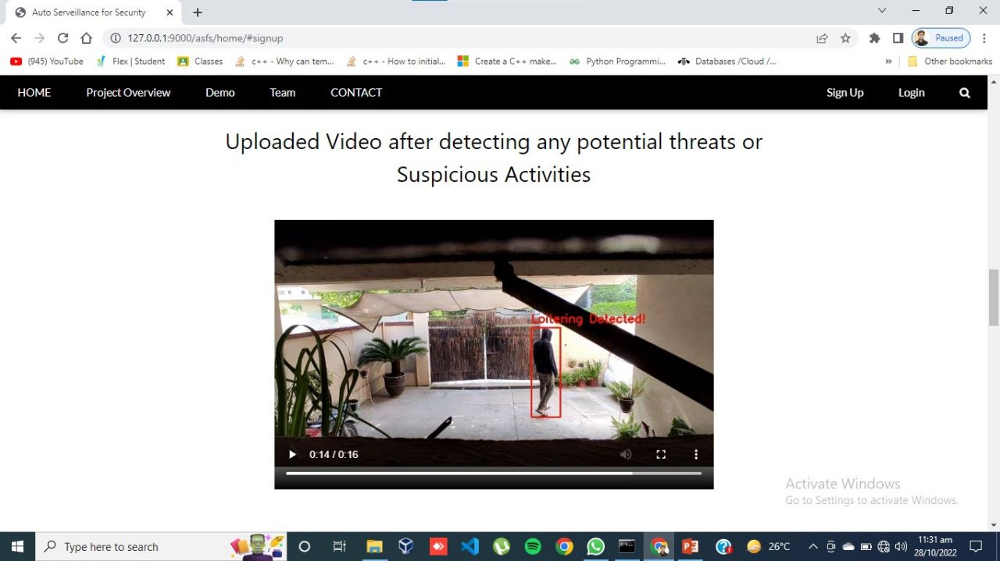 Auto Serveillance for Security
127.0.0.1:9000/asfs/home/#signup
Paused
(945) YouTube
Flex | Student
Classes
c++ - Why can tem...
c++ - How to initial...
Create a C++ make...
Python Programmi...
Databases /Cloud /...
»
Other bookmarks
HOME
Project Overview
Demo
Team
CONTACT
Sign Up
Login
Uploaded Video after detecting any potential threats or
Suspicious Activities
Loitering Detected!
0:14 / 0:16
Activate Windows
Go to Settings to activate Windows.
Type here to search
26°C
11:31 am
28/10/2022